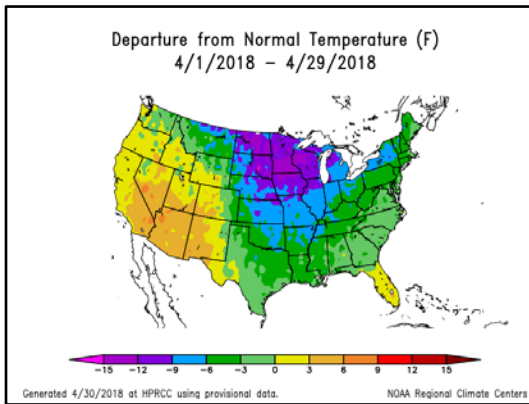 Departure from Normal Temperature (F)
4/1/2018 – 4/29/2018
−15 −12 −9 −6 −3 0 3 6 9 12 15
Generated 4/30/2018 at HPRCC using provisional data. NOAA Regional Climate Centers